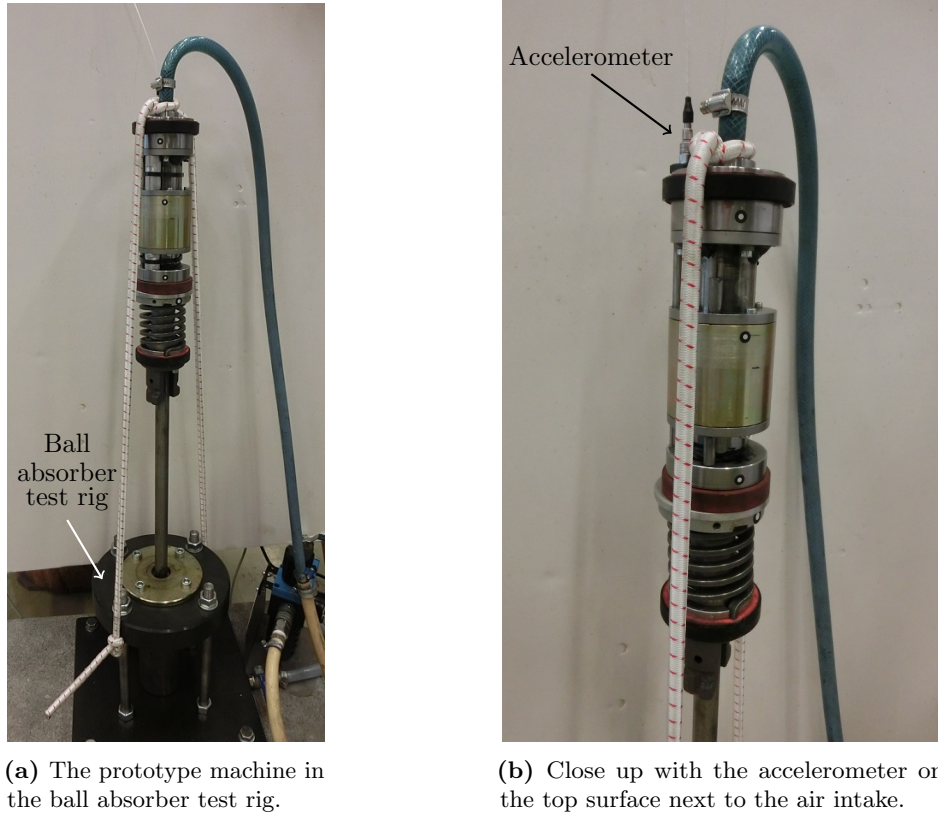 Accelerometer
Ball
absorber
test rig
(a) The prototype machine in
the ball absorber test rig.
(b) Close up with the accelerometer on
the top surface next to the air intake.